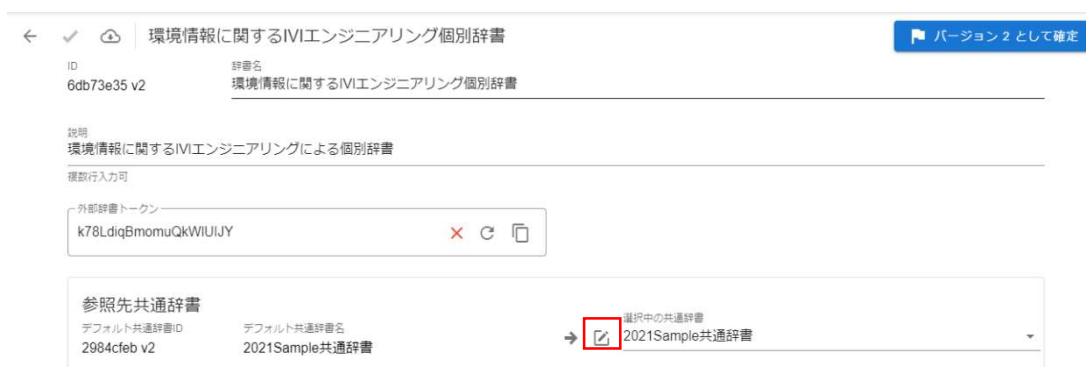 環境情報に関するIVIエンジニアリング個別辞書
バージョン 2 として確定
ID
辞書名
6db73e35 v2
環境情報に関するIVIエンジニアリング個別辞書
説明
環境情報に関するIVIエンジニアリングによる個別辞書
複数行入力可
外部辞書トークン
k78LdiqBmomuQkWIUIJY
参照先共通辞書
デフォルト共通辞書ID
デフォルト共通辞書名
選択中の共通辞書
2984cfeb v2
2021Sample共通辞書
2021Sample共通辞書